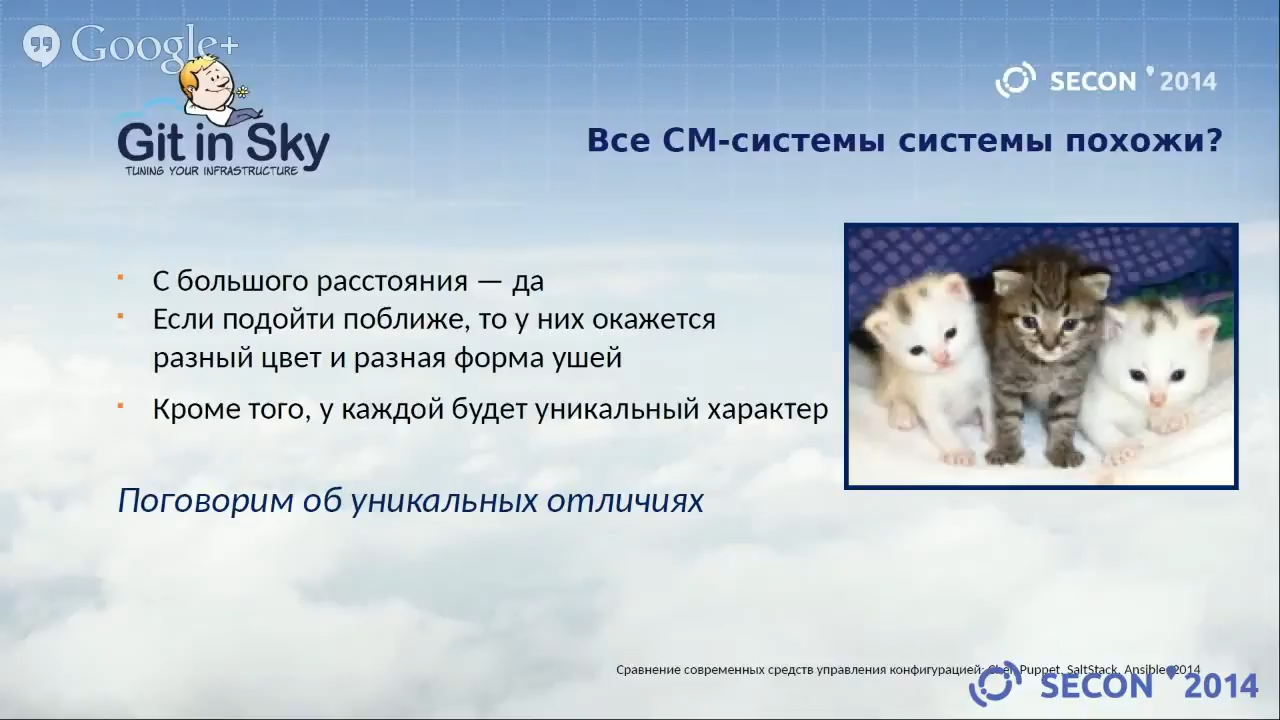 Google+
SECON 2014
Git in Sky
TUNING YOUR INFRASTRUCTURE
Все СМ-системы системы похожи?
С большого расстояния — да
Если подойти поближе, то у них окажется
разный цвет и разная форма ушей
Кроме того, у каждой будет уникальный характер
Поговорим об уникальных отличиях
Сравнение современных средств управления конфигурацией: Puppet, SaltStack, Ansible 2014
SECON 2014